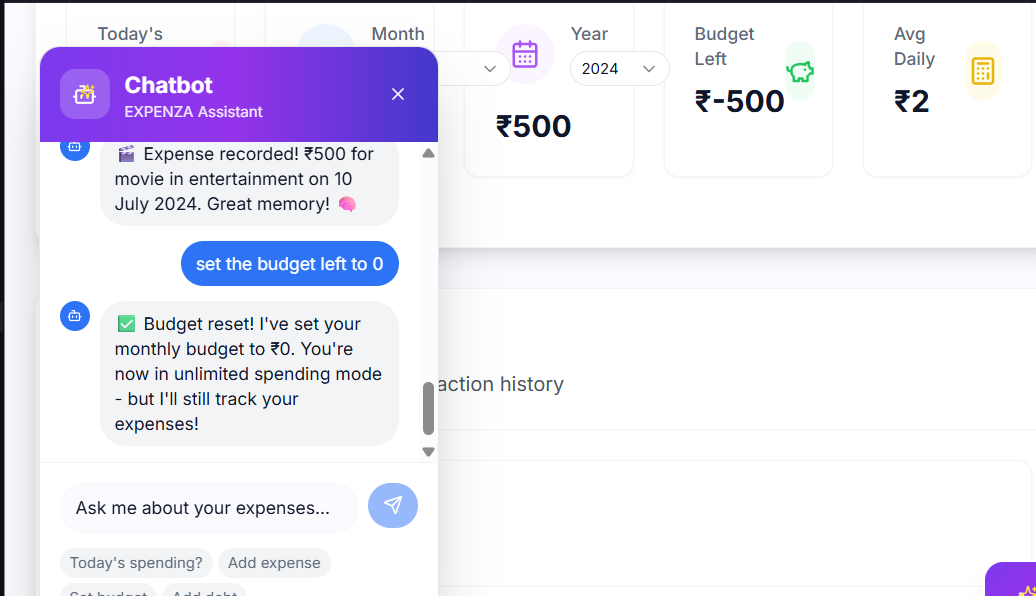 Today's
Month
Year
2024
₹500
Budget
Left
₹-500
Avg
Daily
₹2
Chatbot
EXPENZA Assistant
🎬 Expense recorded! ₹500 for
movie in entertainment on 10
July 2024. Great memory! 🧠
set the budget left to 0
✅ Budget reset! I've set your
monthly budget to ₹0. You're
now in unlimited spending mode
- but I'll still track your
expenses!
action history
Ask me about your expenses...
Today's spending?
Add expense
Set budget
Add debt